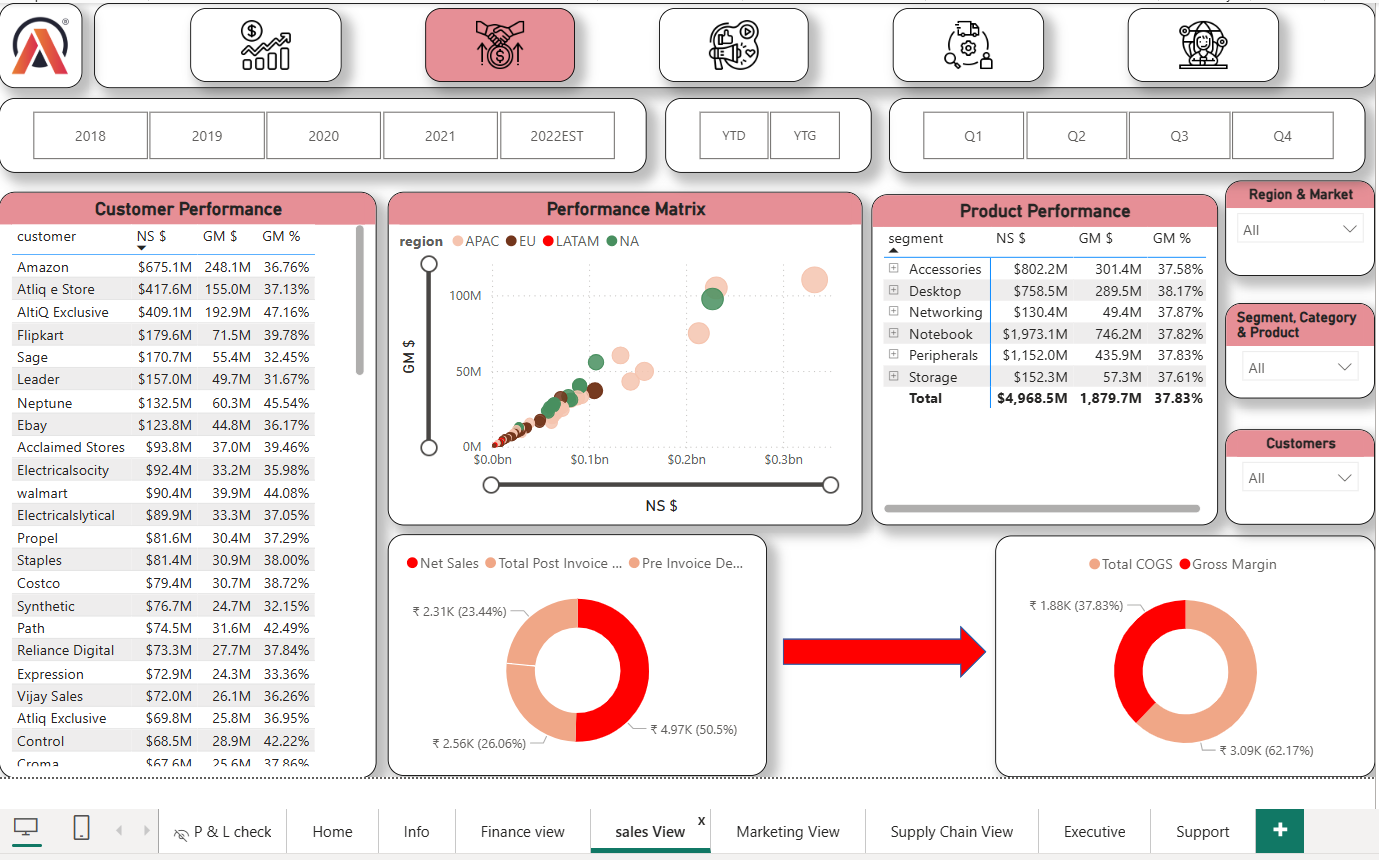 2018 2019 2020 2021 2022EST YTD YTG Q1 Q2 Q3 Q4
Customer Performance
customer NS $ GM $ GM %
Amazon $675.1M 248.1M 36.76%
Atliq e Store $417.6M 155.0M 37.13%
AltiQ Exclusive $409.1M 192.9M 47.16%
Flipkart $179.6M 71.5M 39.78%
Sage $170.7M 55.4M 32.45%
Leader $157.0M 49.7M 31.67%
Neptune $132.5M 60.3M 45.54%
Ebay $123.8M 44.8M 36.17%
Acclaimed Stores $93.8M 37.0M 39.46%
Electricalsocity $92.4M 33.2M 35.98%
walmart $90.4M 39.9M 44.08%
Electricalslytical $89.9M 33.3M 37.05%
Propel $81.6M 30.4M 37.29%
Staples $81.4M 30.9M 38.00%
Costco $79.4M 30.7M 38.72%
Synthetic $76.7M 24.7M 32.15%
Path $74.5M 31.6M 42.49%
Reliance Digital $73.3M 27.7M 37.84%
Expression $72.9M 24.3M 33.36%
Vijay Sales $72.0M 26.1M 36.26%
Atliq Exclusive $69.8M 25.8M 36.95%
Control $68.5M 28.9M 42.22%
Croma $67.6M 25.6M 37.86%
Performance Matrix
region APAC EU LATAM NA
GM $
100M
50M
0M
$0.0bn $0.1bn $0.2bn $0.3bn
NS $
Product Performance
segment NS $ GM $ GM %
Accessories $802.2M 301.4M 37.58%
Desktop $758.5M 289.5M 38.17%
Networking $130.4M 49.4M 37.87%
Notebook $1,973.1M 746.2M 37.82%
Peripherals $1,152.0M 435.9M 37.83%
Storage $152.3M 57.3M 37.61%
Total $4,968.5M 1,879.7M 37.83%
Region & Market
All
Segment, Category
& Product
All
Customers
All
Net Sales Total Post Invoice ... Pre Invoice De...
₹ 2.31K (23.44%)
₹ 4.97K (50.5%)
₹ 2.56K (26.06%)
Total COGS Gross Margin
₹ 1.88K (37.83%)
₹ 3.09K (62.17%)
P & L check Home Info Finance view sales View x Marketing View Supply Chain View Executive Support +